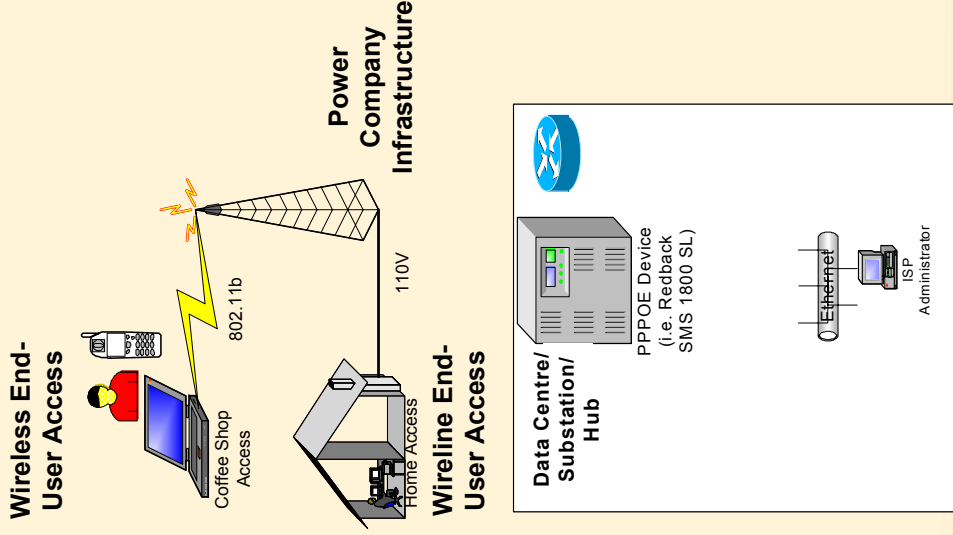 Wireless End-
User Access
Coffee Shop
Access
802.11b
Power
Company
Infrastructure
110V
Home Access
Wireline End-
User Access
Data Centre/
Substation/
Hub
PPPOE Device
(i.e. Redback
SMS 1800 SL)
Ethernet
ISP
Administrator